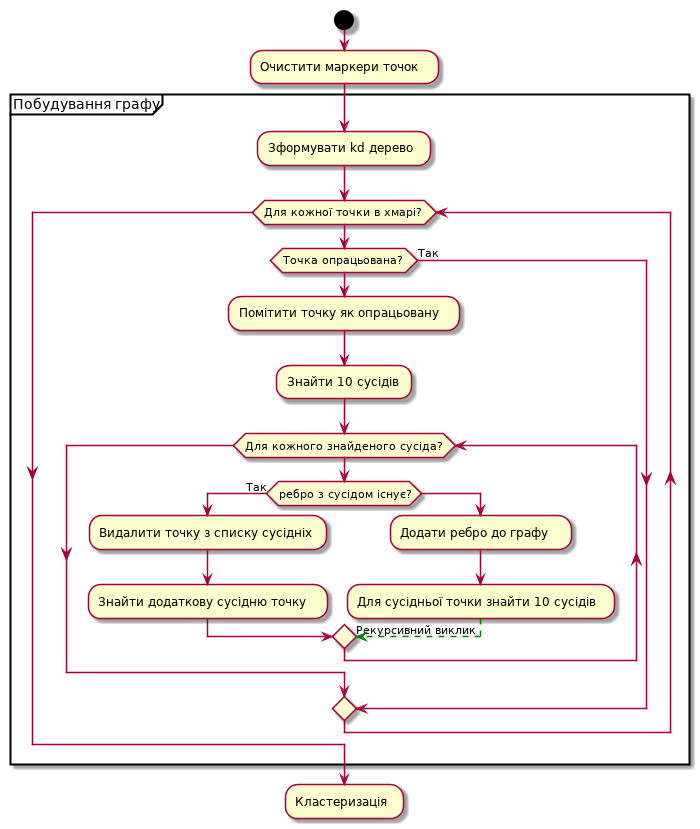 Очистити маркери точок
Побудування графу
Зформувати kd дерево
Для кожної точки в хмарі?
Точка опрацьована?
Так
Помітити точку як опрацьовану
Знайти 10 сусідів
Для кожного знайденого сусіда?
Так
ребро з сусідом існує?
Видалити точку з списку сусідніх
Додати ребро до графу
Знайти додаткову сусідню точку
Для сусідньої точки знайти 10 сусідів
Рекурсивний виклик
Кластеризація